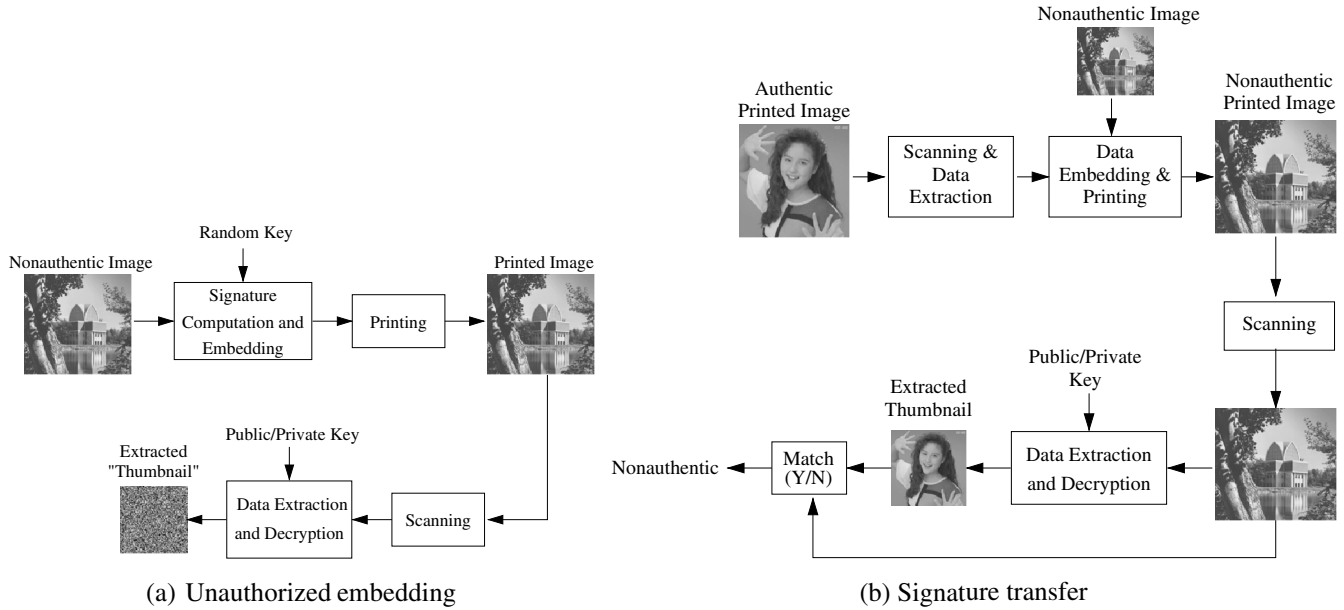 Random Key
Nonauthentic Image
Signature
Computation and
Embedding
Printing
Printed Image
Public/Private Key
Extracted
"Thumbnail"
Data Extraction
and Decryption
Scanning
(a) Unauthorized embedding
Nonauthentic Image
Authentic
Printed Image
Scanning &
Data
Extraction
Data
Embedding &
Printing
Nonauthentic
Printed Image
Scanning
Public/Private
Key
Extracted
Thumbnail
Nonauthentic
Match
(Y/N)
Data Extraction
and Decryption
(b) Signature transfer